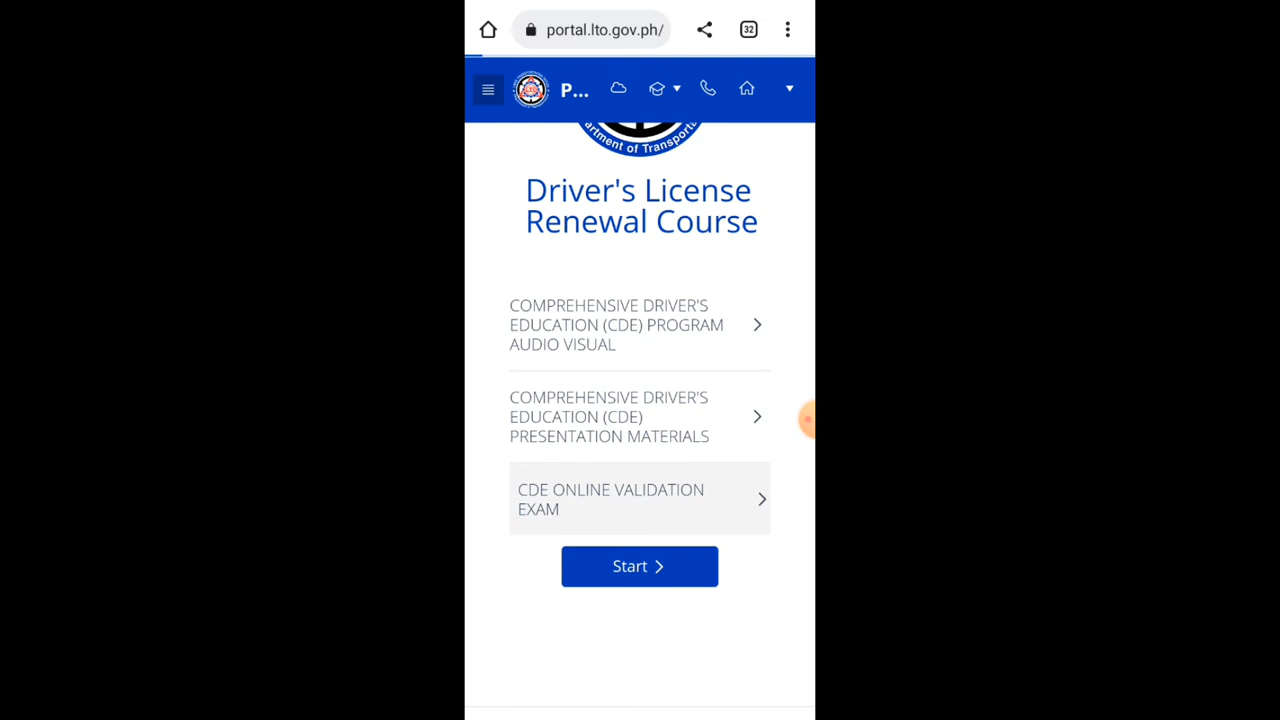 portal.lto.gov.ph/
32
P...
artment of Transporta
Driver's License
Renewal Course
COMPREHENSIVE DRIVER'S
EDUCATION (CDE) PROGRAM
AUDIO VISUAL
COMPREHENSIVE DRIVER'S
EDUCATION (CDE)
PRESENTATION MATERIALS
CDE ONLINE VALIDATION
EXAM
Start